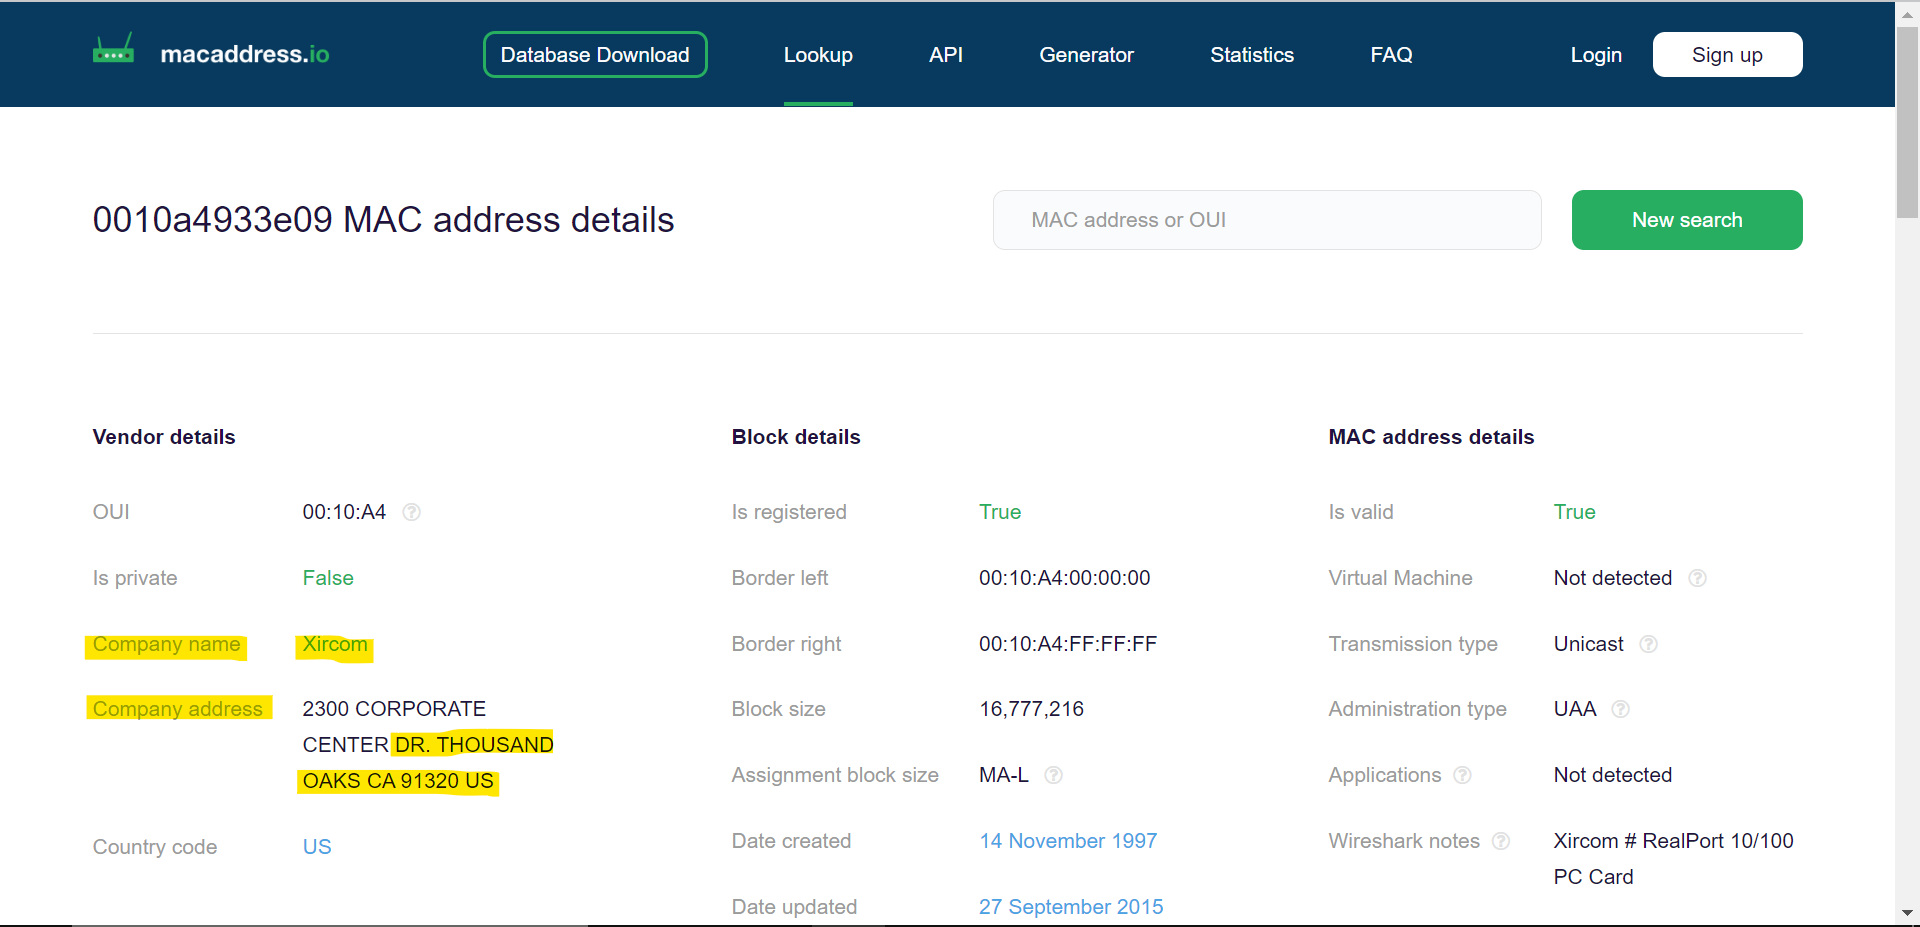 macaddress.io
Database Download
Lookup
API
Generator
Statistics
FAQ
Login
Sign up
0010a4933e09 MAC address details
MAC address or OUI
New search
Vendor details
OUI 00:10:A4 ?
Is private False
Company name Xircom
Company address 2300 CORPORATE
CENTER DR. THOUSAND
OAKS CA 91320 US
Country code US
Block details
Is registered True
Border left 00:10:A4:00:00:00
Border right 00:10:A4:FF:FF:FF
Block size 16,777,216
Assignment block size MA-L ?
Date created 14 November 1997
Date updated 27 September 2015
MAC address details
Is valid True
Virtual Machine Not detected ?
Transmission type Unicast ?
Administration type UAA ?
Applications ? Not detected
Wireshark notes ? Xircom # RealPort 10/100
PC Card